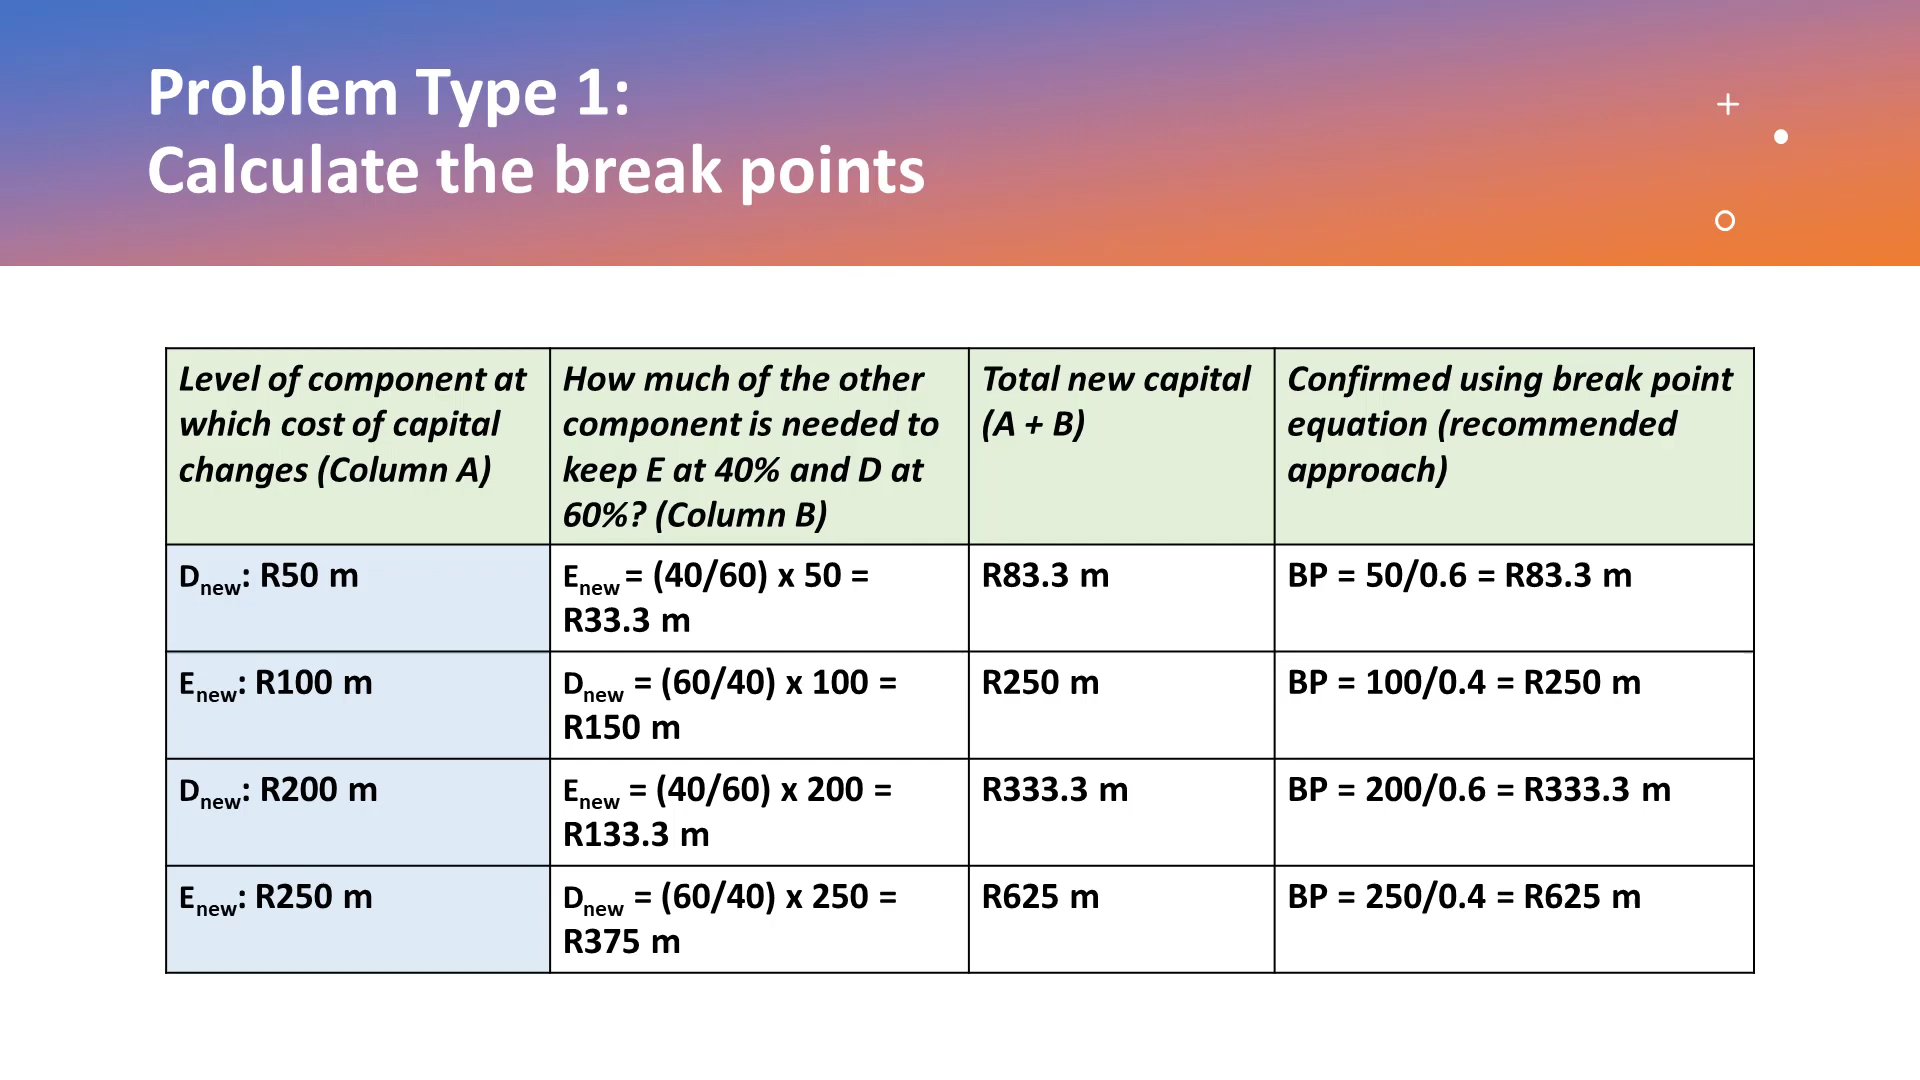 Problem Type 1:
Calculate the break points
Level of component at
which cost of capital
changes (Column A)
How much of the other
component is needed to
keep E at 40% and D at
60%? (Column B)
Total new capital
(A + B)
Confirmed using break point
equation (recommended
approach)
Dnew: R50 m
Enew = (40/60) x 50 =
R33.3 m
R83.3 m
BP = 50/0.6 = R83.3 m
Enew: R100 m
Dnew = (60/40) x 100 =
R150 m
R250 m
BP = 100/0.4 = R250 m
Dnew: R200 m
Enew = (40/60) x 200 =
R133.3 m
R333.3 m
BP = 200/0.6 = R333.3 m
Enew: R250 m
Dnew = (60/40) x 250 =
R375 m
R625 m
BP = 250/0.4 = R625 m